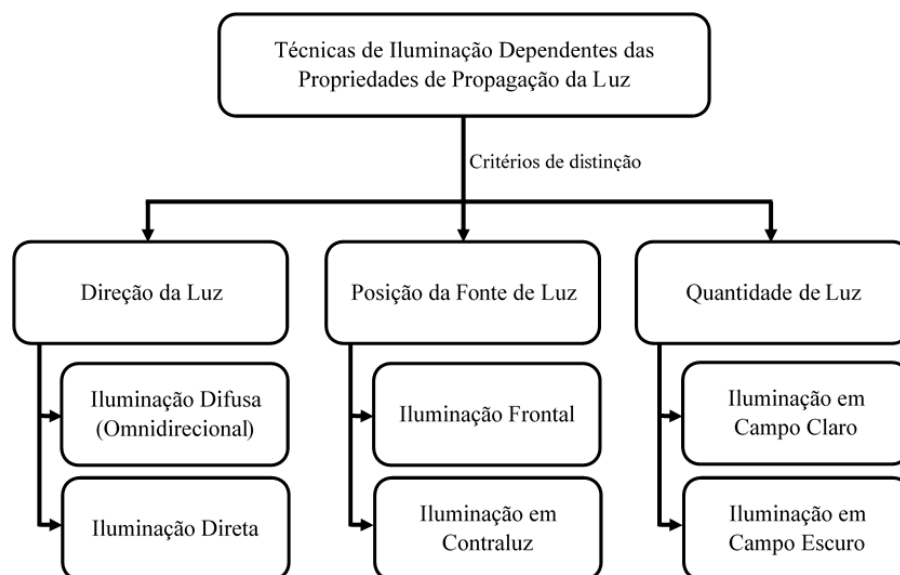 Técnicas de Iluminação Dependentes das
Propriedades de Propagação da Luz
Critérios de distinção
Direção da Luz
Posição da Fonte de Luz
Quantidade de Luz
Iluminação Difusa
(Omnidirecional)
Iluminação Frontal
Iluminação em
Campo Claro
Iluminação Direta
Iluminação em
Contraluz
Iluminação em
Campo Escuro